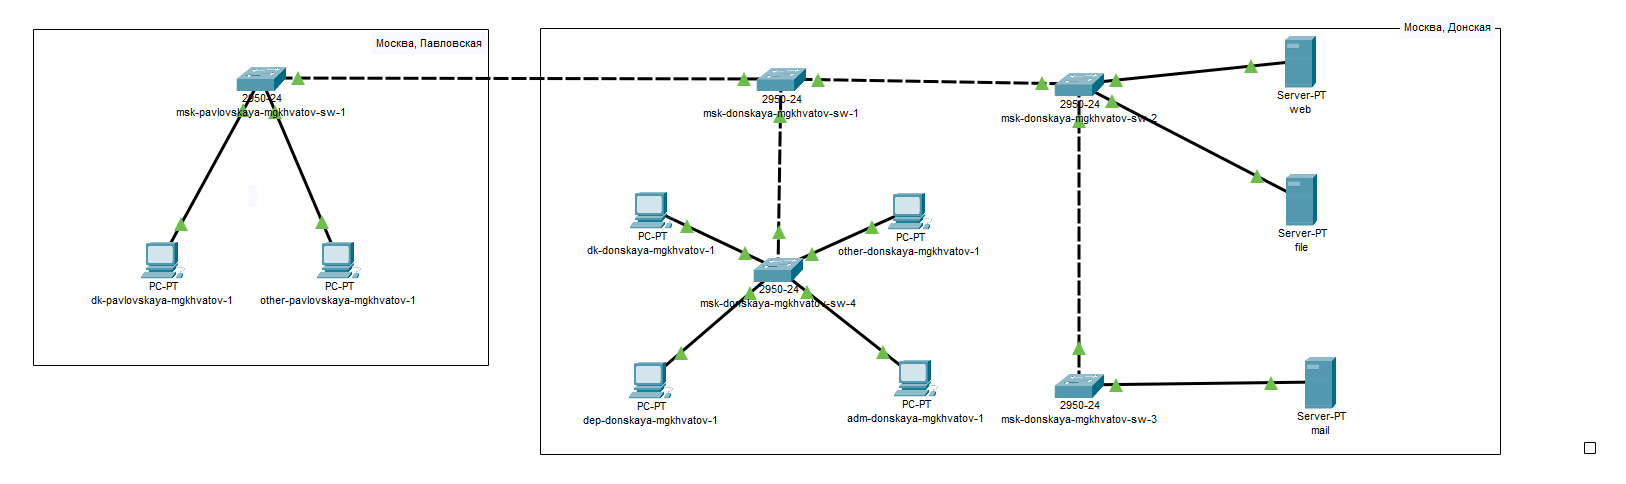 Москва, Павловская
2950-24
msk-pavlovskaya-mgkhvatov-sw-1
PC-PT
dk-pavlovskaya-mgkhvatov-1
PC-PT
other-pavlovskaya-mgkhvatov-1
Москва, Донская
2950-24
msk-donskaya-mgkhvatov-sw-1
2950-24
msk-donskaya-mgkhvatov-sw-2
Server-PT
web
PC-PT
dk-donskaya-mgkhvatov-1
PC-PT
other-donskaya-mgkhvatov-1
Server-PT
file
2950-24
msk-donskaya-mgkhvatov-sw-4
PC-PT
dep-donskaya-mgkhvatov-1
PC-PT
adm-donskaya-mgkhvatov-1
2950-24
msk-donskaya-mgkhvatov-sw-3
Server-PT
mail